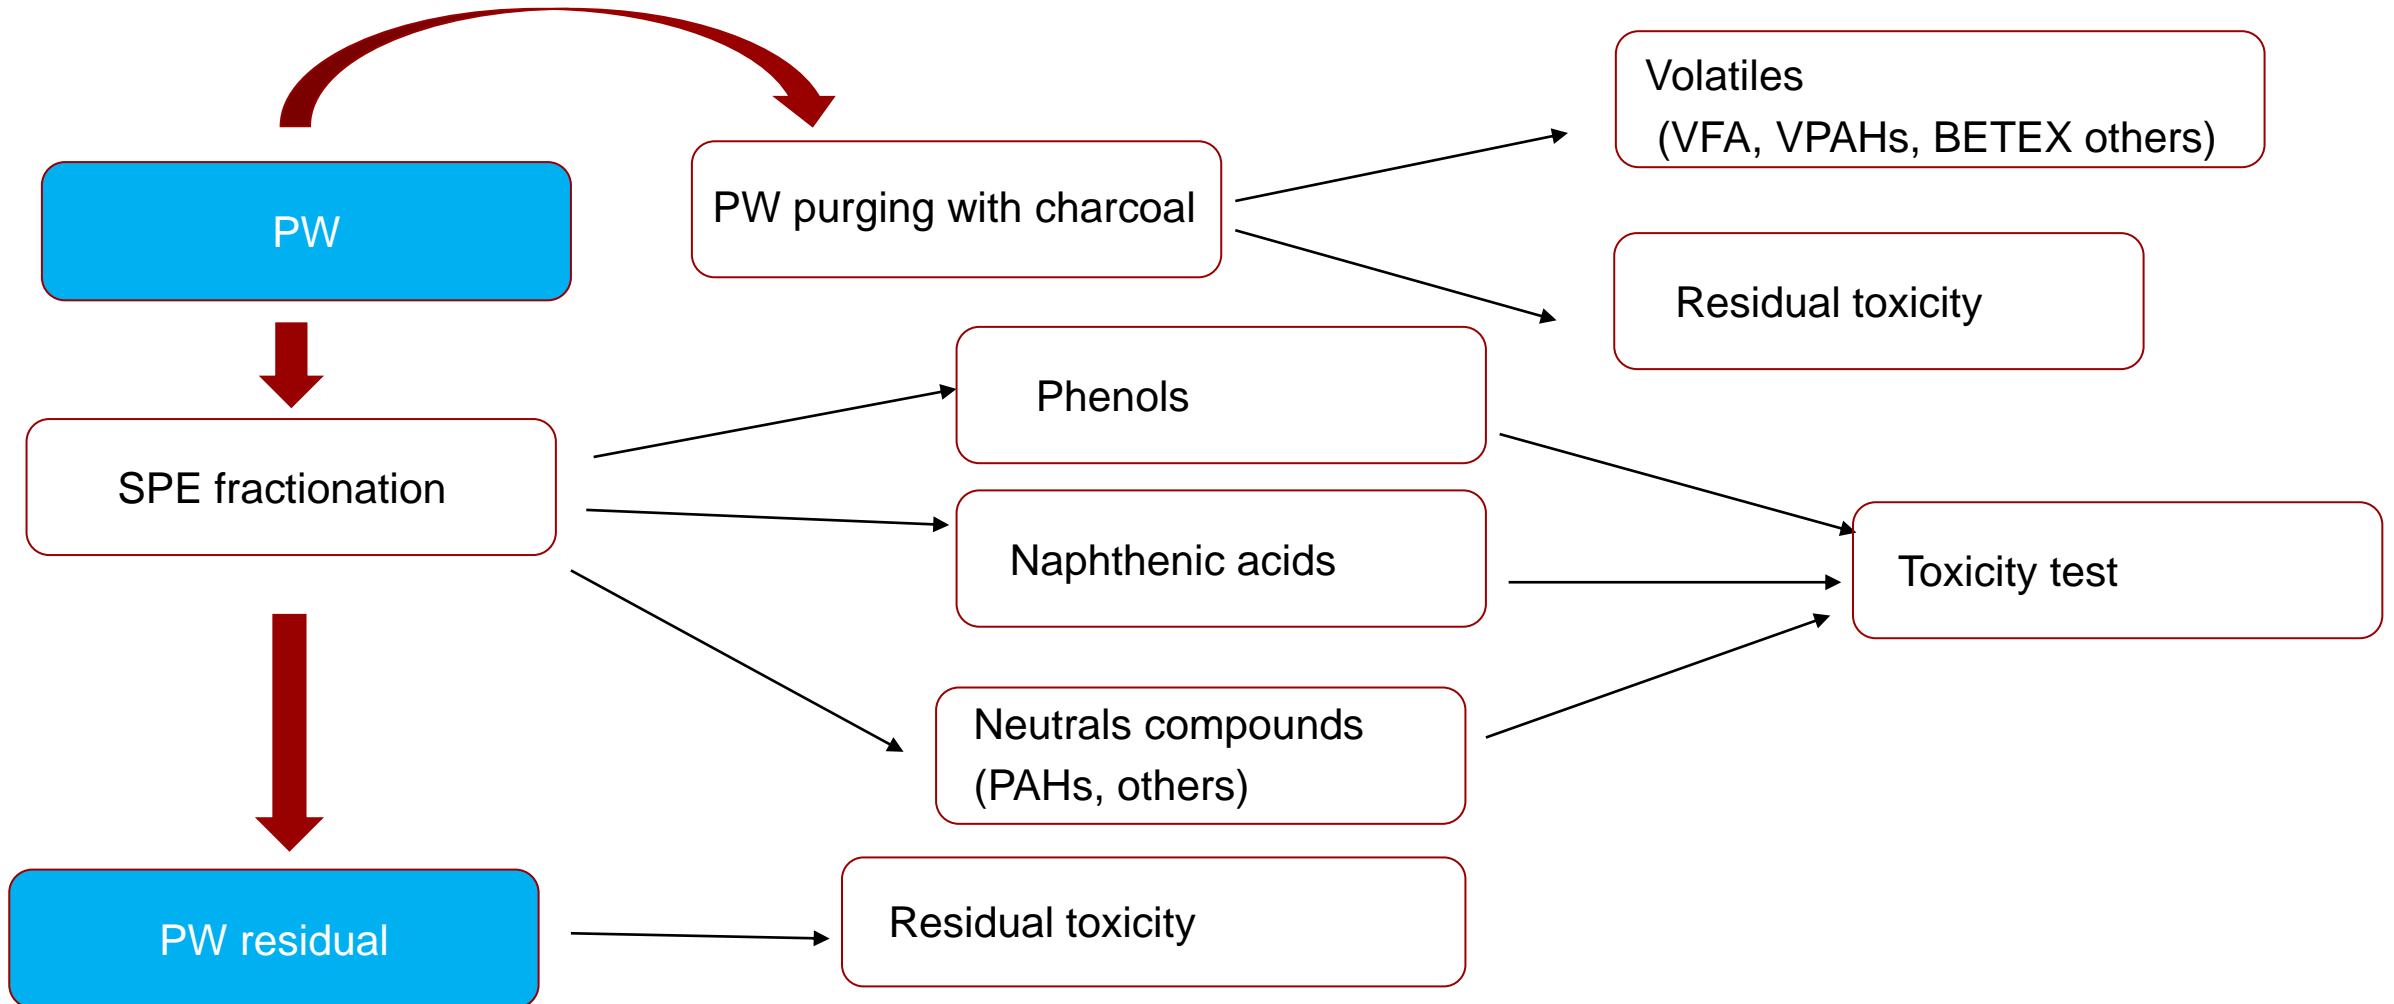 PW
PW purging with charcoal
Volatiles
(VFA, VPAHs, BETEX others)
Residual toxicity
SPE fractionation
Phenols
Naphthenic acids
Neutrals compounds
(PAHs, others)
Toxicity test
PW residual
Residual toxicity